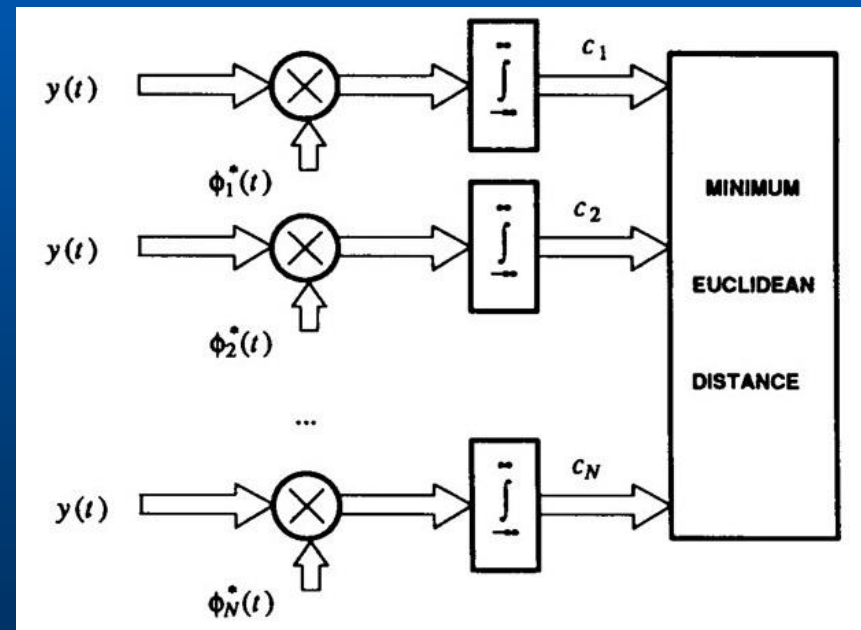 y(t)
ϕ₁*(t)
∞
∫
−∞
c₁
y(t)
ϕ₂*(t)
∞
∫
−∞
c₂
...
y(t)
ϕ_N*(t)
∞
∫
−∞
c_N
MINIMUM
EUCLIDEAN
DISTANCE